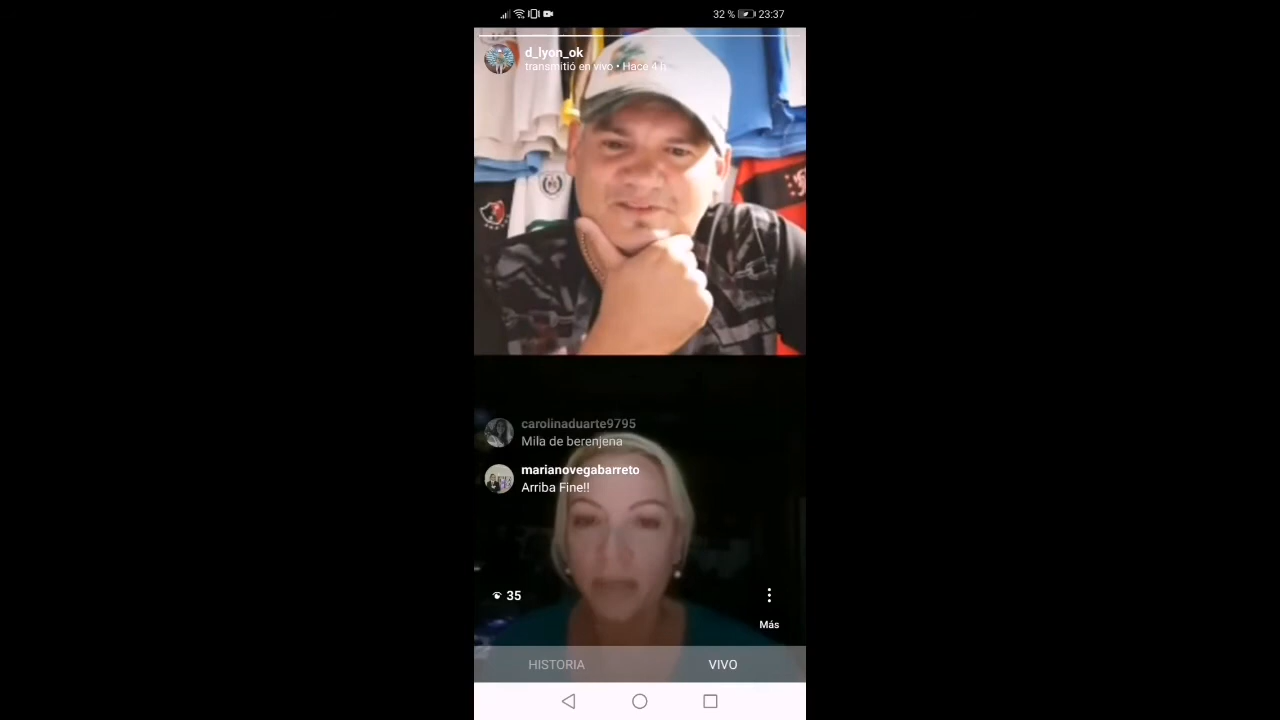 32 % 23:37
d_lyon_ok
transmitió en vivo • Hace 4 h
carolinaduarte9795
Mila de berenjena
marianovegabarreto
Arriba Fine!!
35
Más
HISTORIA VIVO